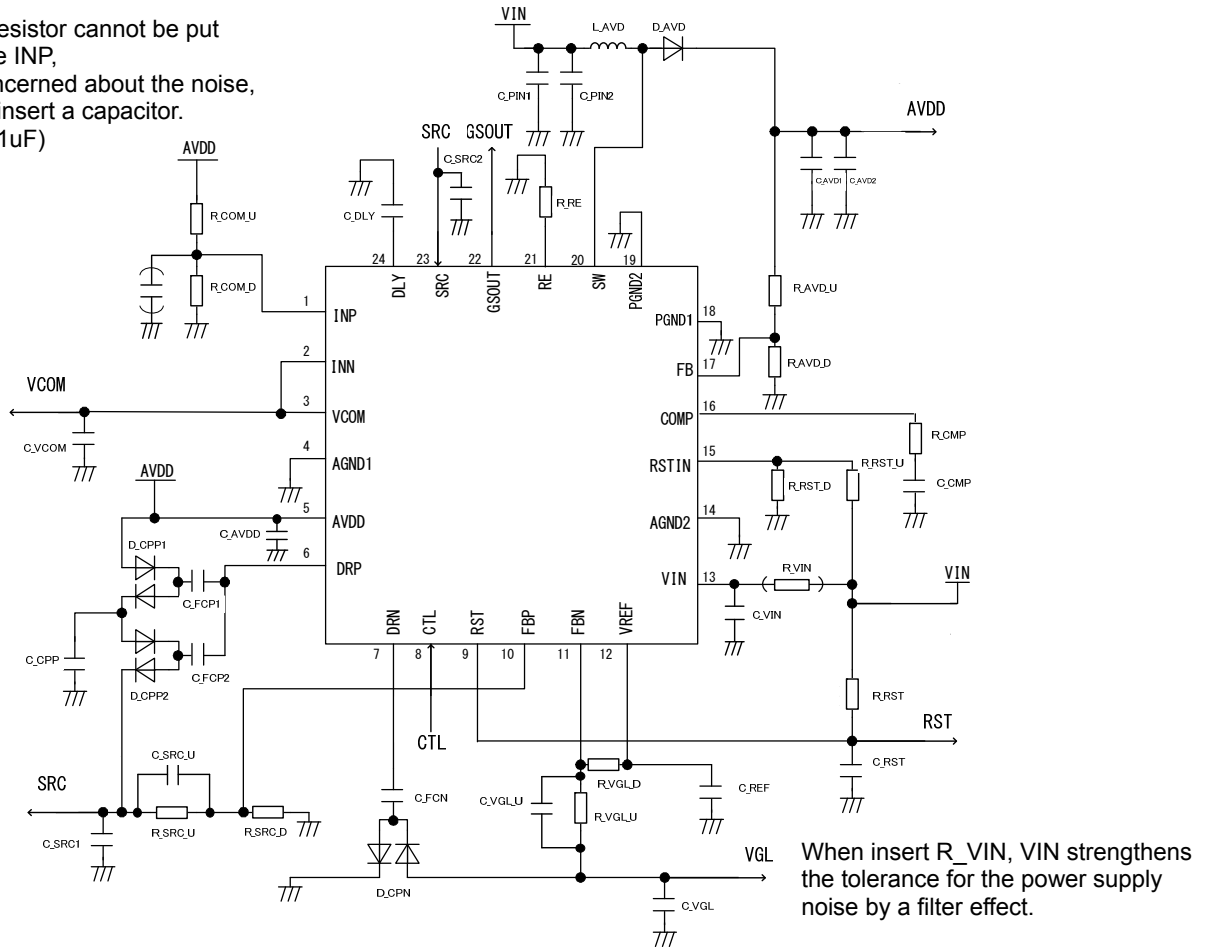 esistor cannot be put
e INP,
ncerned about the noise,
insert a capacitor.
1uF)
VIN
L_AVD
D_AVD
C_PIN1
C_PIN2
AVDD
C_AVD1
C_AVD2
SRC
GSOUT
C_SRC2
C_DLY
R_RE
AVDD
R_COM_U
R_COM_D
24
23
22
21
20
19
DLY
SRC
GSOUT
RE
SW
PGND2
1
INP
2
INN
3
VCOM
4
AGND1
5
AVDD
6
DRP
18
PGND1
17
FB
16
COMP
15
RSTIN
14
AGND2
13
VIN
R_AVD_U
R_AVD_D
R_CMP
C_CMP
R_RST_U
R_RST_D
R_VIN
VIN
C_VIN
VCOM
C_VCOM
AVDD
C_AVDD
D_CPP1
C_FCP1
C_CPP
C_FCP2
D_CPP2
DRN
CTL
RST
FBP
FBN
VREF
7
8
9
10
11
12
R_RST
RST
C_RST
CTL
SRC
C_SRC_U
R_SRC_U
R_SRC_D
C_SRC1
C_FCN
D_CPN
R_VGL_D
C_VGL_U
R_VGL_U
C_REF
VGL
C_VGL
When insert R_VIN, VIN strengthens
the tolerance for the power supply
noise by a filter effect.